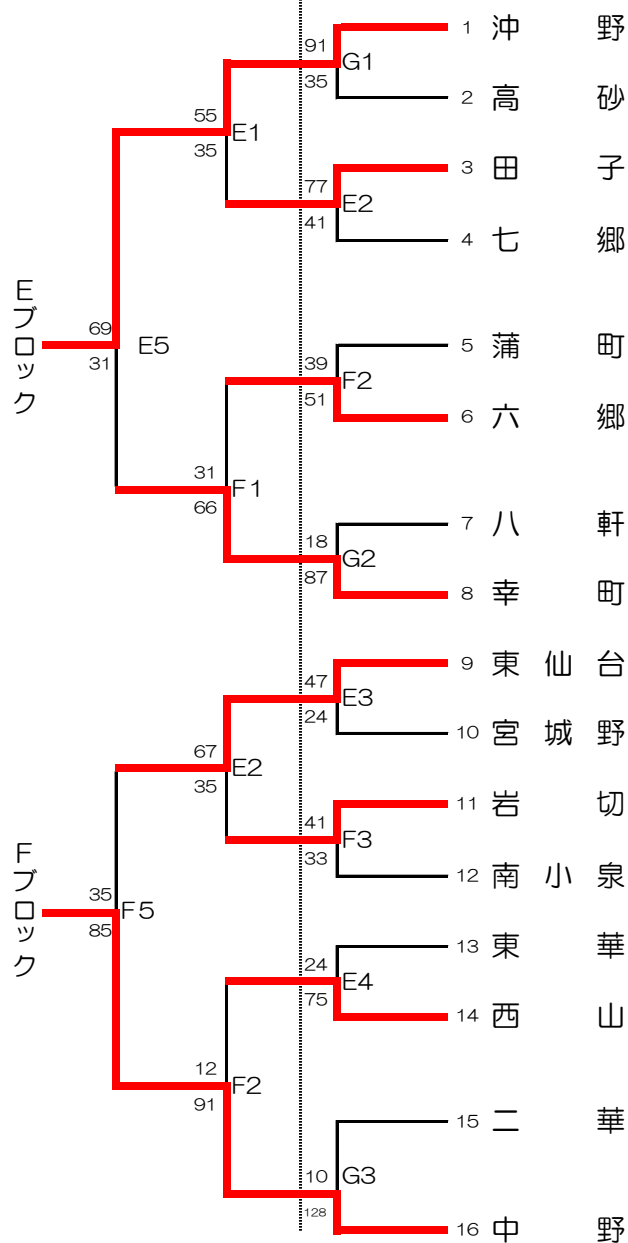 91
35
G1
1 沖野
2 高砂
55
35
E1
77
41
E2
3 田子
4 七郷
Eブロック
69
31
E5
39
51
F2
5 蒲町
6 六郷
31
66
F1
18
87
G2
7 八軒
8 幸町
47
24
E3
9 東仙台
10 宮城野
67
35
E2
41
33
F3
11 岩切
12 南小泉
Fブロック
35
85
F5
24
75
E4
13 東華
14 西山
12
91
F2
10
128
G3
15 二華
16 中野